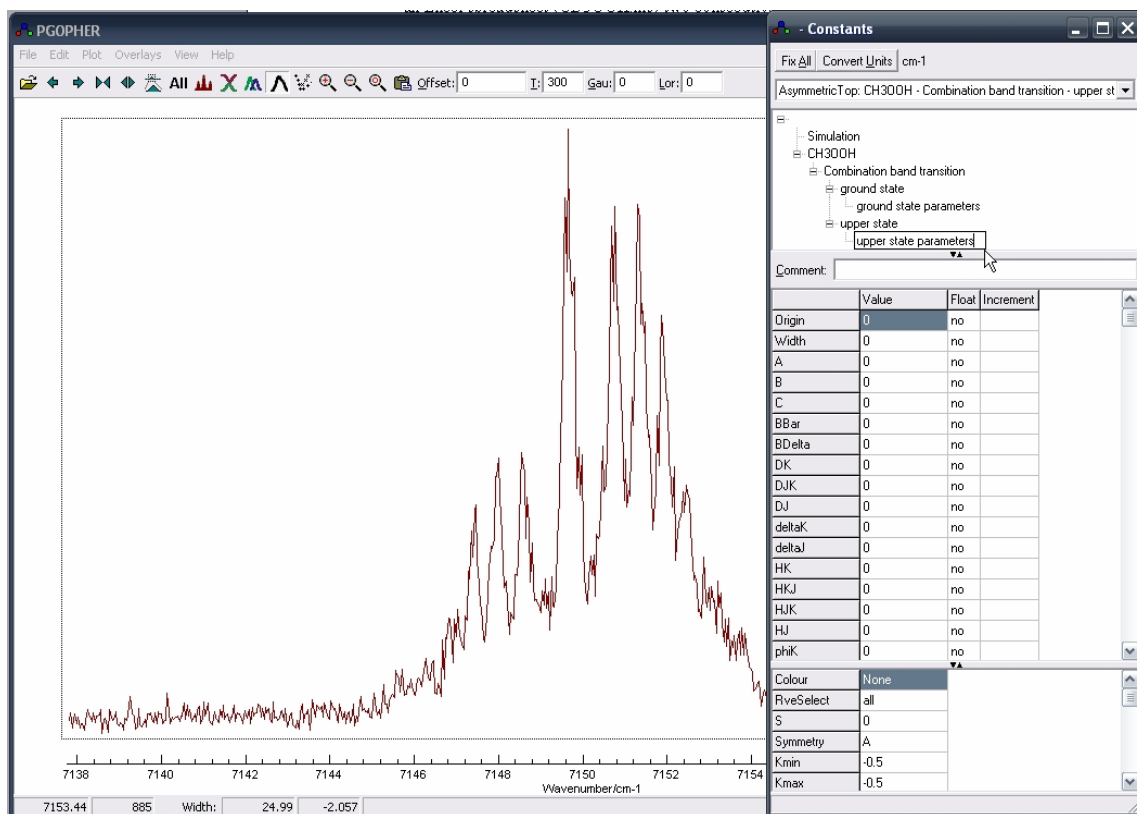 PGOPHER
File Edit Plot Overlays View Help
All Offset: 0 T: 300 Gau: 0 Lor: 0
7138 7140 7142 7144 7146 7148 7150 7152 7154
Wavenumber/cm-1
7153.44 885 Width: 24.99 -2.057
- Constants
Fix All Convert Units cm-1
AsymmetricTop: CH3OOH - Combination band transition - upper st
Simulation
CH3OOH
Combination band transition
ground state
ground state parameters
upper state
upper state parameters
Comment:
Value Float Increment
Origin 0 no
Width 0 no
A 0 no
B 0 no
C 0 no
BBar 0 no
BDelta 0 no
DK 0 no
DJK 0 no
DJ 0 no
deltaK 0 no
deltaJ 0 no
HK 0 no
HKJ 0 no
HJK 0 no
HJ 0 no
phiK 0 no
Colour None
RveSelect all
S 0
Symmetry A
Kmin -0.5
Kmax -0.5